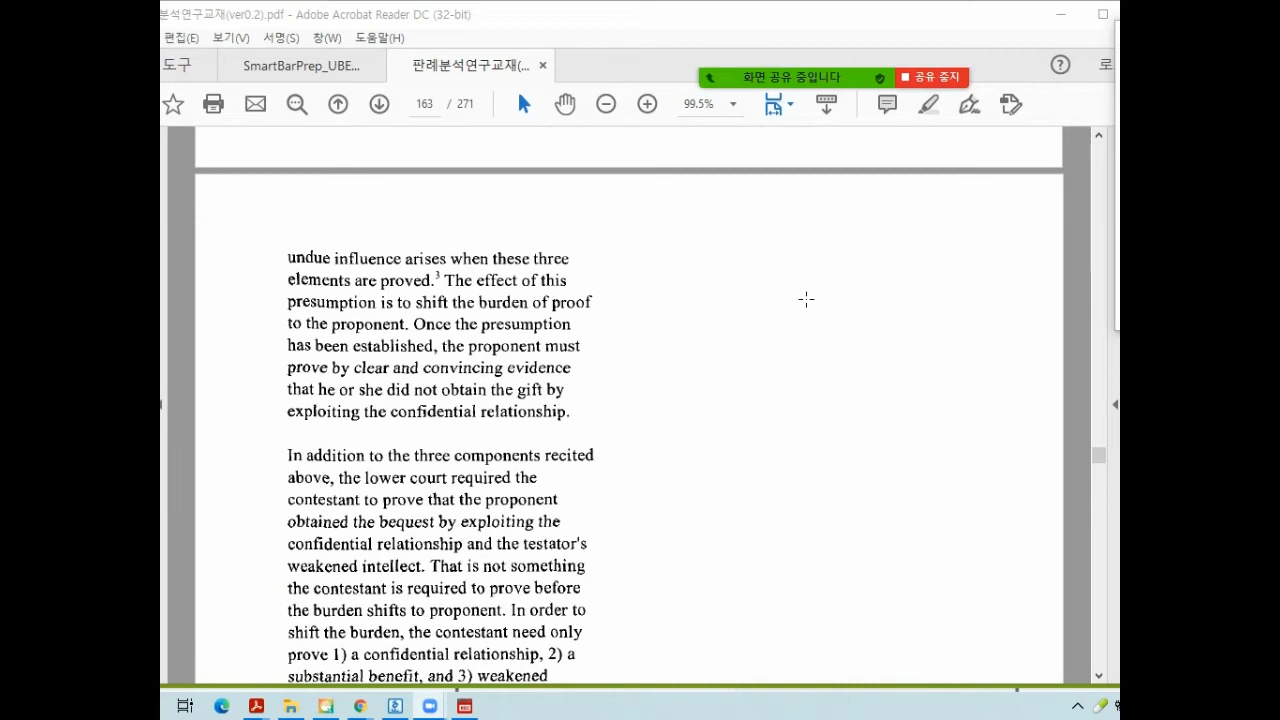 분석연구교재(ver0.2).pdf - Adobe Acrobat Reader DC (32-bit)
편집(E) 보기(V) 서명(S) 창(W) 도움말(H)
도구 SmartBarPrep_UBE... 판례분석연구교재(... × 로
화면 공유 중입니다 공유 중지
163 / 271 99.5%
undue influence arises when these three
elements are proved.3 The effect of this
presumption is to shift the burden of proof
to the proponent. Once the presumption
has been established, the proponent must
prove by clear and convincing evidence
that he or she did not obtain the gift by
exploiting the confidential relationship.
In addition to the three components recited
above, the lower court required the
contestant to prove that the proponent
obtained the bequest by exploiting the
confidential relationship and the testator's
weakened intellect. That is not something
the contestant is required to prove before
the burden shifts to proponent. In order to
shift the burden, the contestant need only
prove 1) a confidential relationship, 2) a
substantial benefit, and 3) weakened